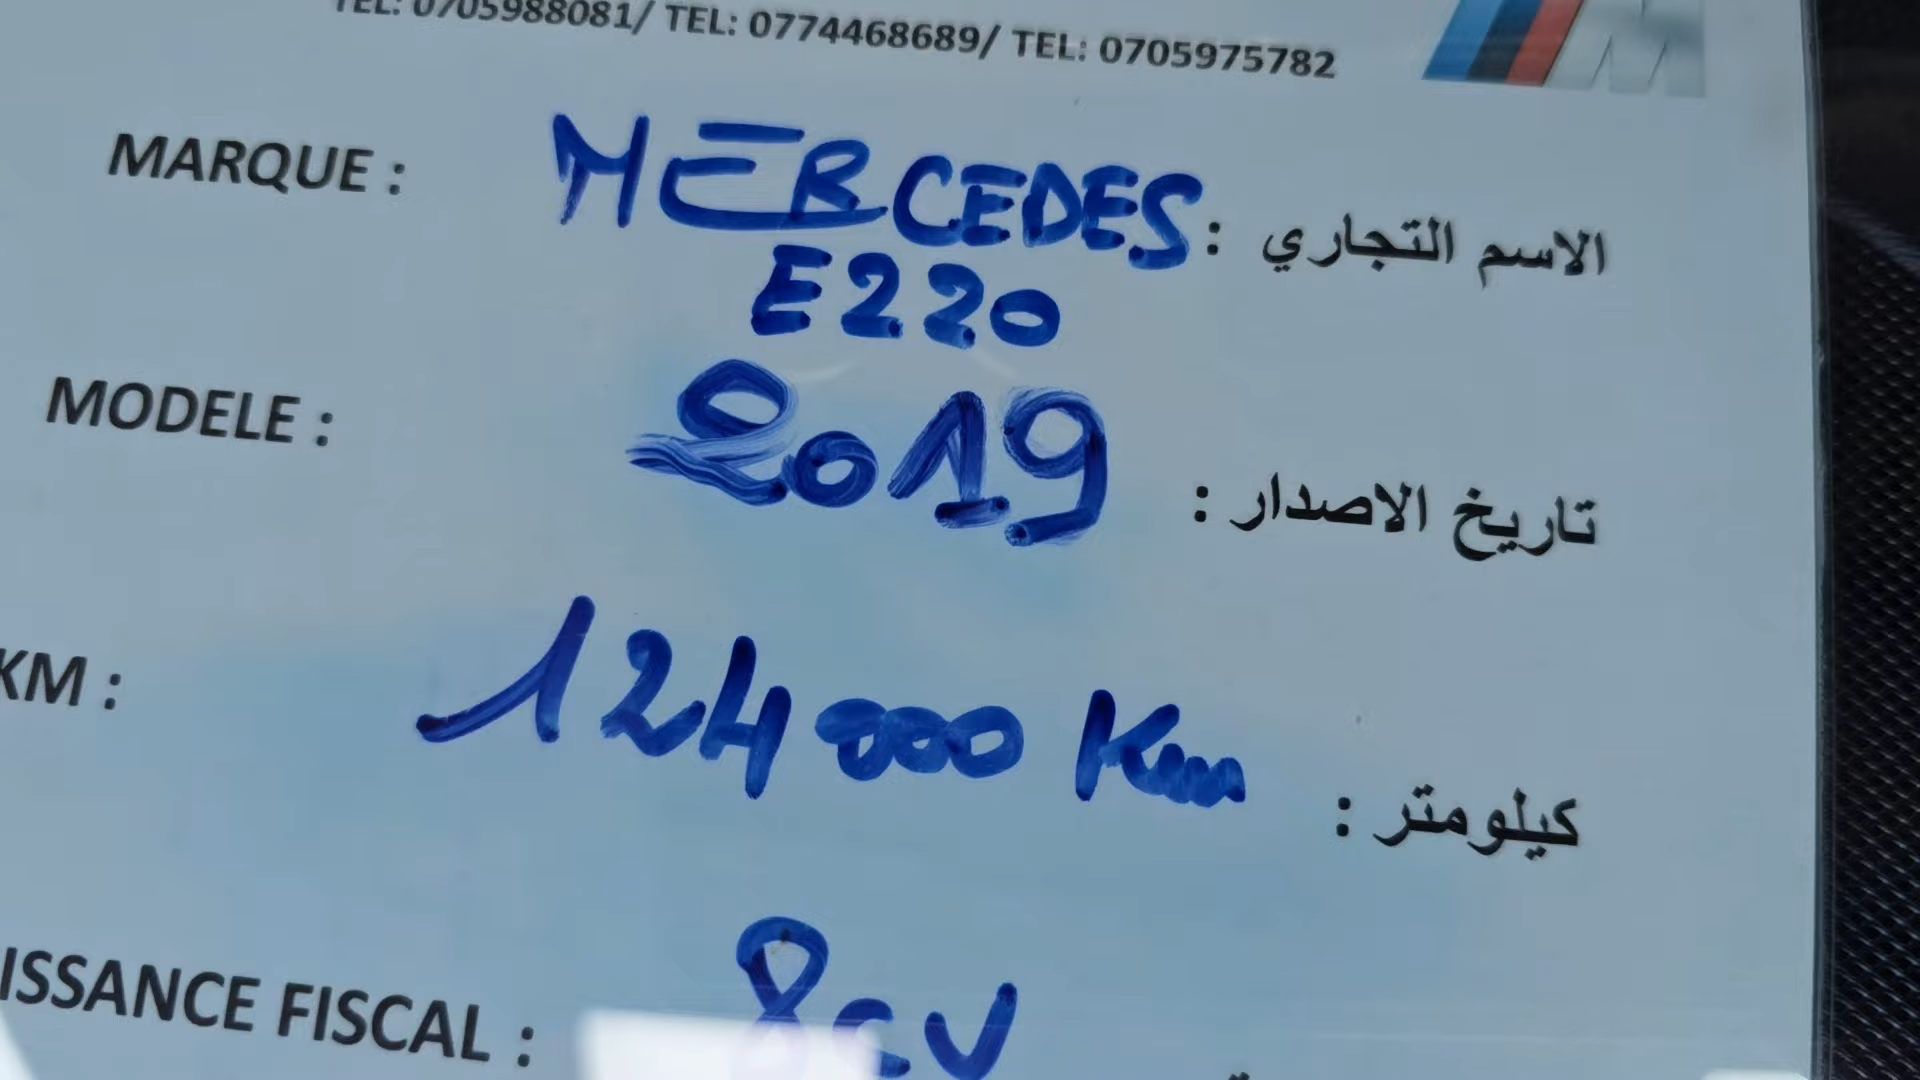 TEL: 0705988081/ TEL: 0774468689/ TEL: 0705975782
MARQUE : MERCEDES : الاسم التجاري
E220
MODELE : 2019 : تاريخ الاصدار
KM : 124000 Km : كيلومتر
ISSANCE FISCAL : 8CV